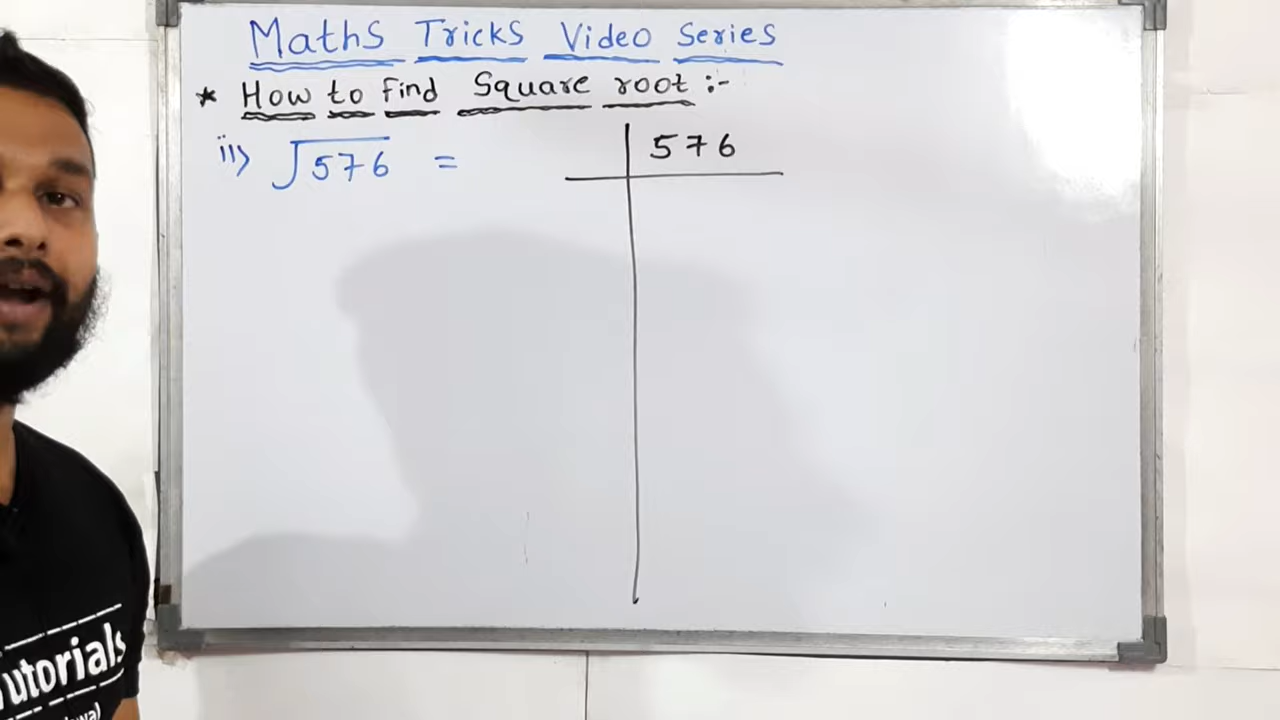 Maths Tricks Video Series
* How to Find Square root :-
ii> √576 =
576
utorials